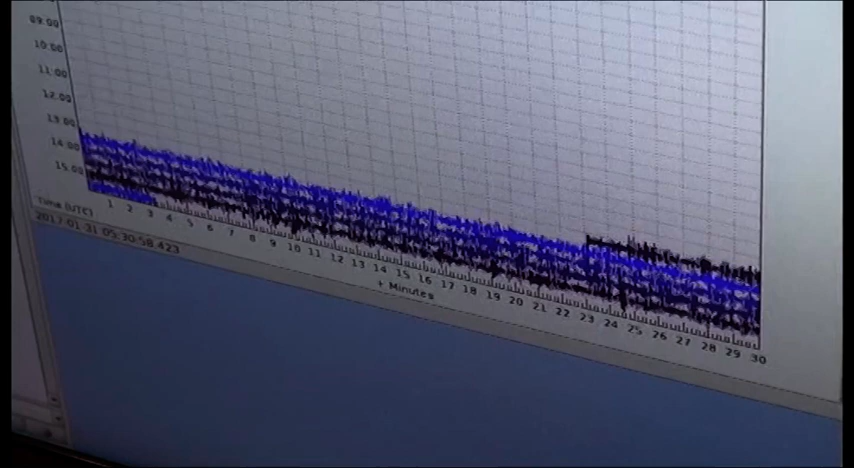 09:00
10:00
11:00
12:00
13:00
14:00
15:00
Time (UTC)
1 2 3 4 5 6 7 8 9 10 11 12 13 14 15 16 17 18 19 20 21 22 23 24 25 26 27 28 29 30
+ Minutes
2017.01.31 05:30:58.423